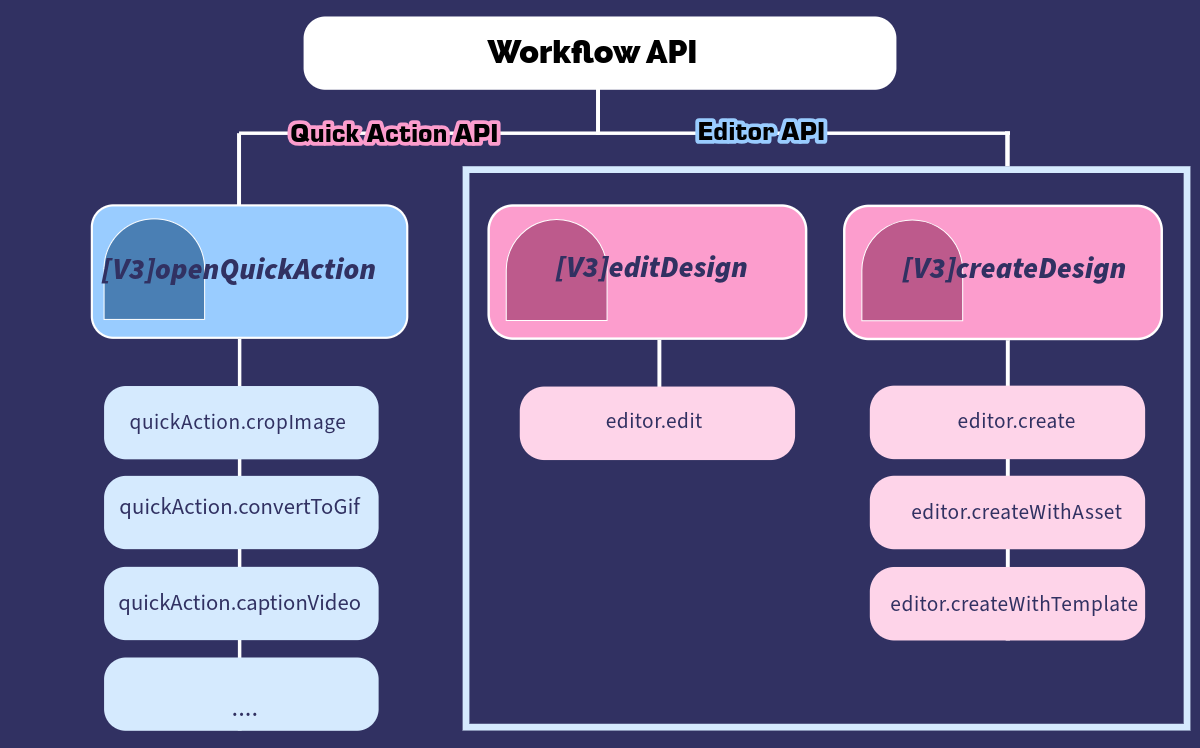 Workflow API
Quick Action API
Editor API
[V3]openQuickAction
[V3]editDesign
[V3]createDesign
quickAction.cropImage
editor.edit
editor.create
quickAction.convertToGif
editor.createWithAsset
quickAction.captionVideo
editor.createWithTemplate
....